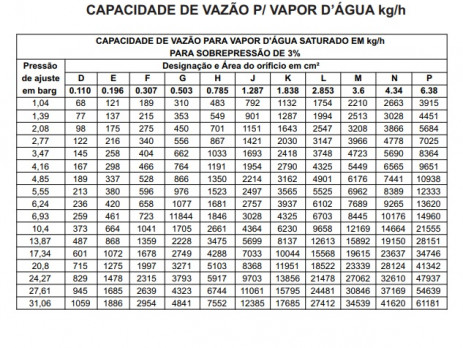 CAPACIDADE DE VAZÃO P/ VAPOR D'ÁGUA kg/h
CAPACIDADE DE VAZÃO PARA VAPOR D'ÁGUA SATURADO EM kg/h
PARA SOBREPRESSÃO DE 3%
Pressão de ajuste em barg
Designação e Área do orifício em cm²
D E F G H J K L M N P
0.110 0.196 0.307 0.503 0.785 1.287 1.838 2.853 3.6 4.34 6.38
1,04 68 121 189 310 483 792 1132 1754 2210 2663 3915
1,39 77 137 215 353 549 901 1287 1994 2513 3028 4451
2,08 98 175 275 450 701 1151 1643 2547 3208 3866 5684
2,77 122 216 340 556 867 1421 2030 3147 3966 4778 7025
3,47 145 258 404 662 1033 1693 2418 3748 4723 5690 8364
4,16 167 298 466 764 1191 1954 2790 4325 5449 6565 9651
4,85 189 337 528 866 1350 2214 3162 4901 6176 7441 10938
5,55 213 380 596 976 1523 2497 3565 5525 6962 8389 12333
6,24 236 420 658 1077 1681 2757 3937 6102 7689 9265 13620
6,93 259 461 723 11844 1846 3028 4325 6703 8445 10176 14960
10,4 373 664 1041 1705 2661 4364 6230 9658 12169 14664 21555
13,87 487 868 1359 2228 3475 5699 8137 12613 15892 19150 28151
17,34 601 1072 1678 2749 4288 7033 10044 15568 19615 23637 34746
20,8 715 1275 1997 3271 5103 8369 11951 18523 23338 28124 41342
24,27 829 1478 2315 3793 5917 9703 13856 21478 27062 32610 47937
27,61 945 1685 2639 4323 6744 11061 15795 24481 30846 37169 54639
31,06 1059 1886 2954 4841 7552 12385 17685 27412 34539 41620 61181